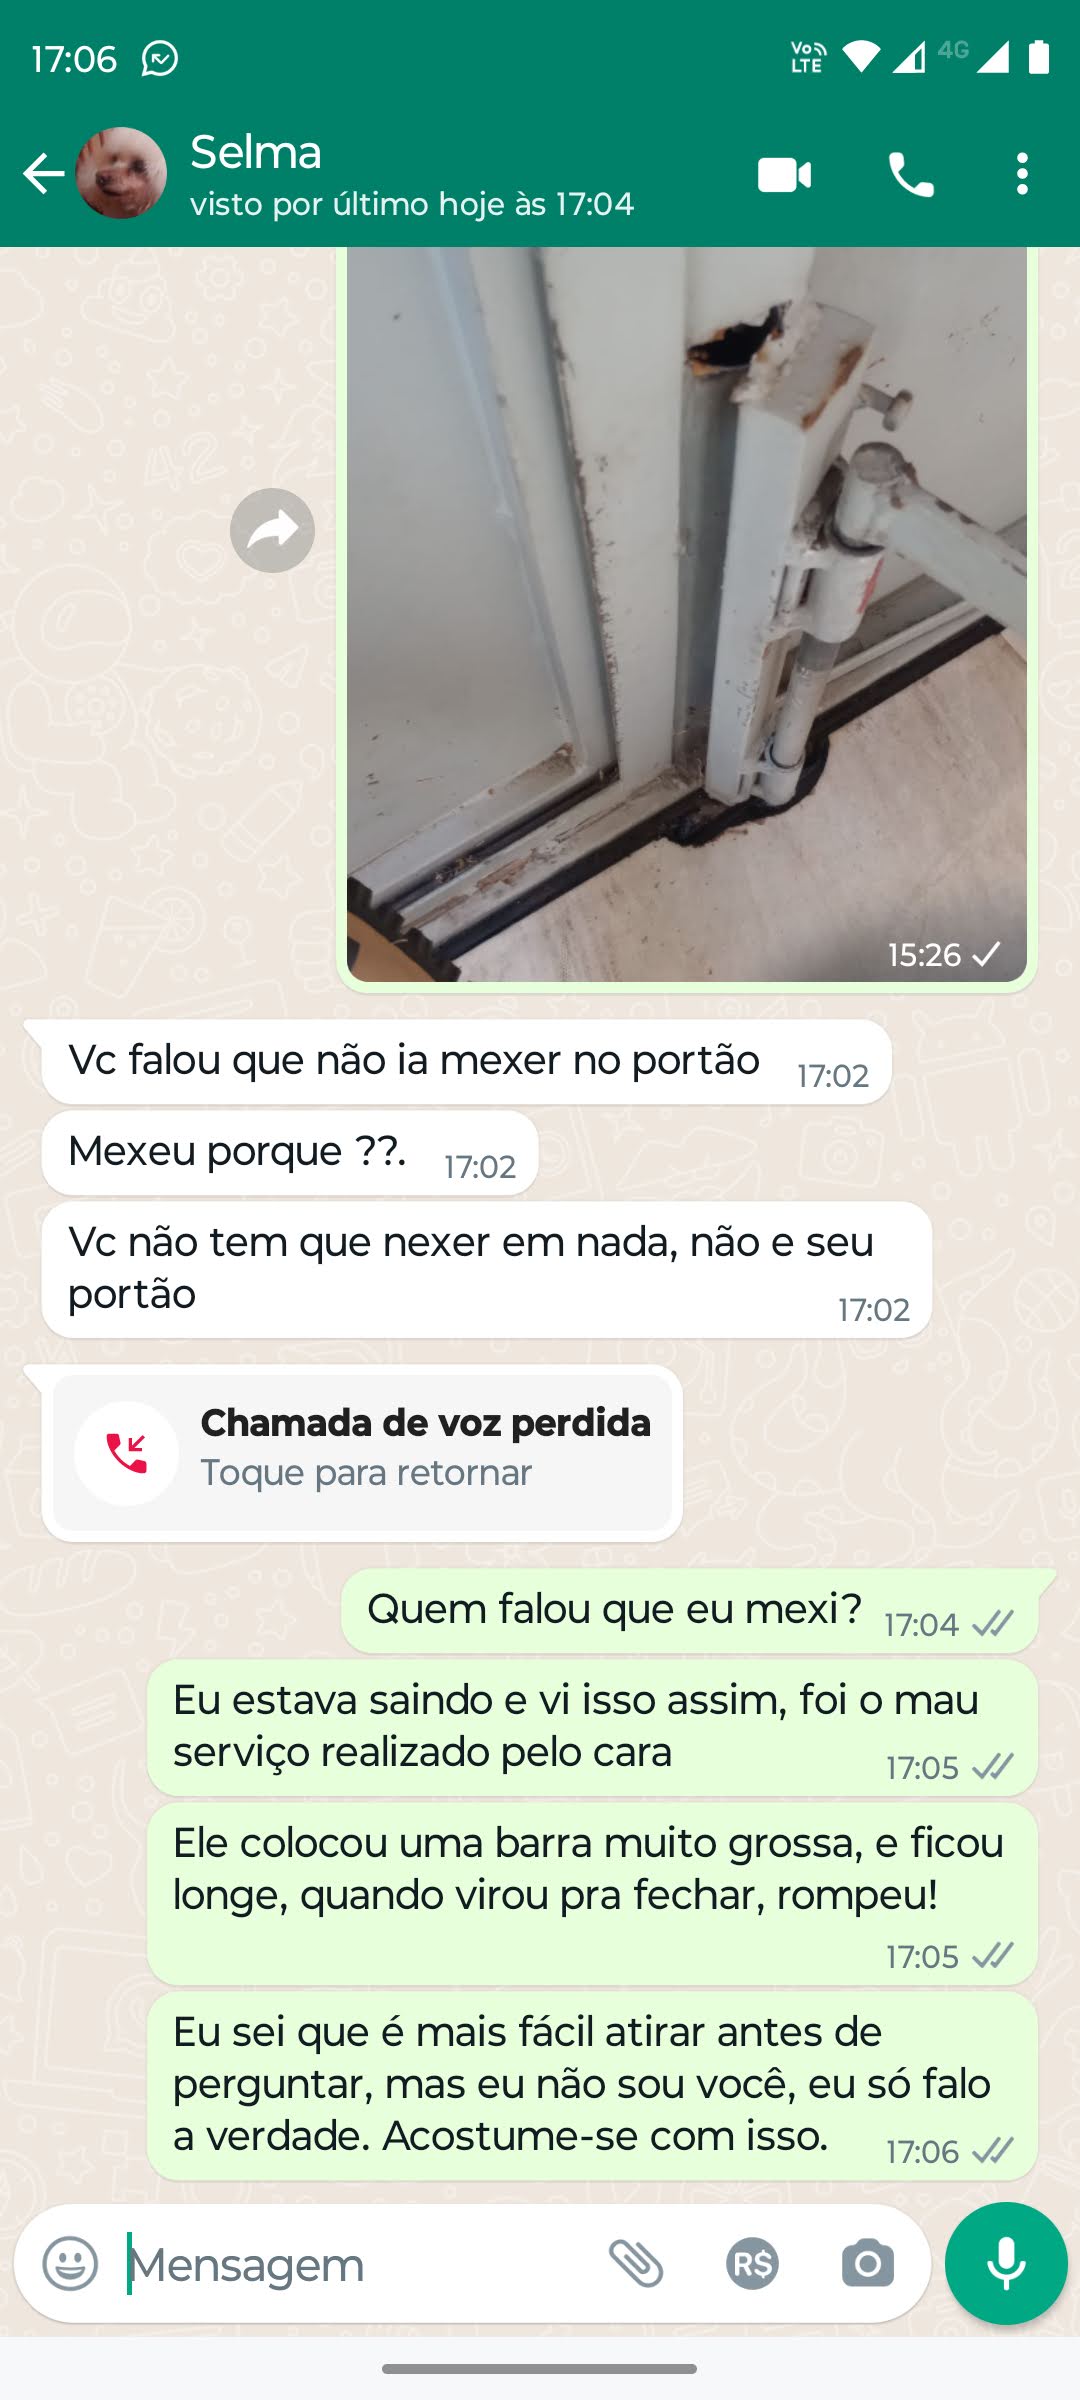 17:06
Vo LTE 4G
Selma
visto por último hoje às 17:04
15:26
Vc falou que não ia mexer no portão 17:02
Mexeu porque ??. 17:02
Vc não tem que nexer em nada, não e seu
portão 17:02
Chamada de voz perdida
Toque para retornar
Quem falou que eu mexi? 17:04
Eu estava saindo e vi isso assim, foi o mau
serviço realizado pelo cara 17:05
Ele colocou uma barra muito grossa, e ficou
longe, quando virou pra fechar, rompeu!
17:05
Eu sei que é mais fácil atirar antes de
perguntar, mas eu não sou você, eu só falo
a verdade. Acostume-se com isso. 17:06
Mensagem R$